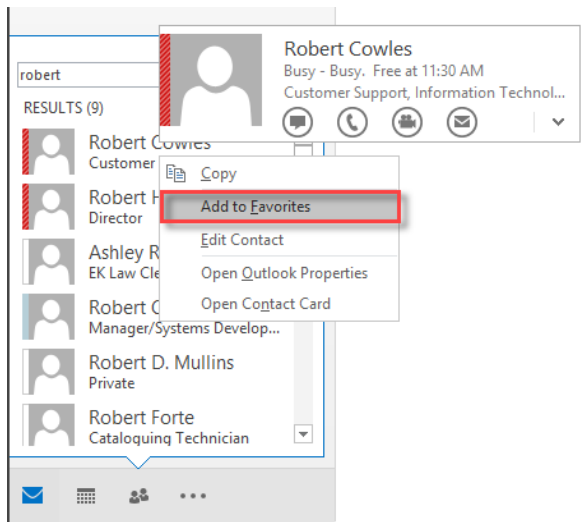 robert
RESULTS (9)
Robert Cowles
Busy - Busy.  Free at 11:30 AM
Customer Support, Information Technol...
Robert Cowles
Customer
Robert H
Director
Ashley R
EK Law Cle
Robert C
Manager/Systems Develop...
Robert D. Mullins
Private
Robert Forte
Cataloguing Technician
Copy
Add to Favorites
Edit Contact
Open Outlook Properties
Open Contact Card